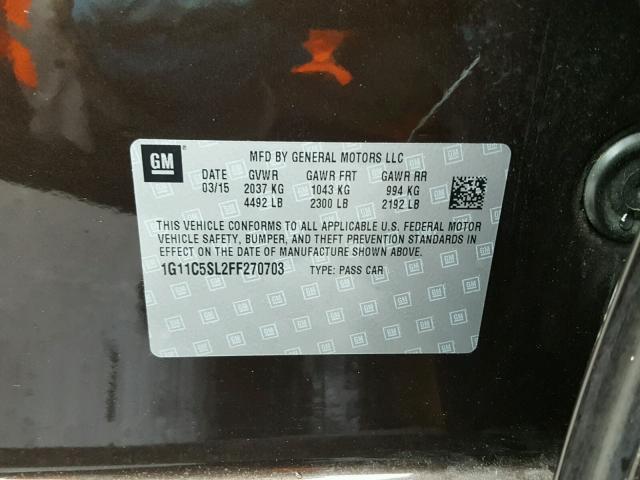 GM
MFD BY GENERAL MOTORS LLC
DATE GVWR GAWR FRT GAWR RR
03/15 2037 KG 1043 KG 994 KG
4492 LB 2300 LB 2192 LB
THIS VEHICLE CONFORMS TO ALL APPLICABLE U.S. FEDERAL MOTOR
VEHICLE SAFETY, BUMPER, AND THEFT PREVENTION STANDARDS IN
EFFECT ON THE DATE OF MANUFACTURE SHOWN ABOVE.
1G11C5SL2FF270703 TYPE: PASS CAR